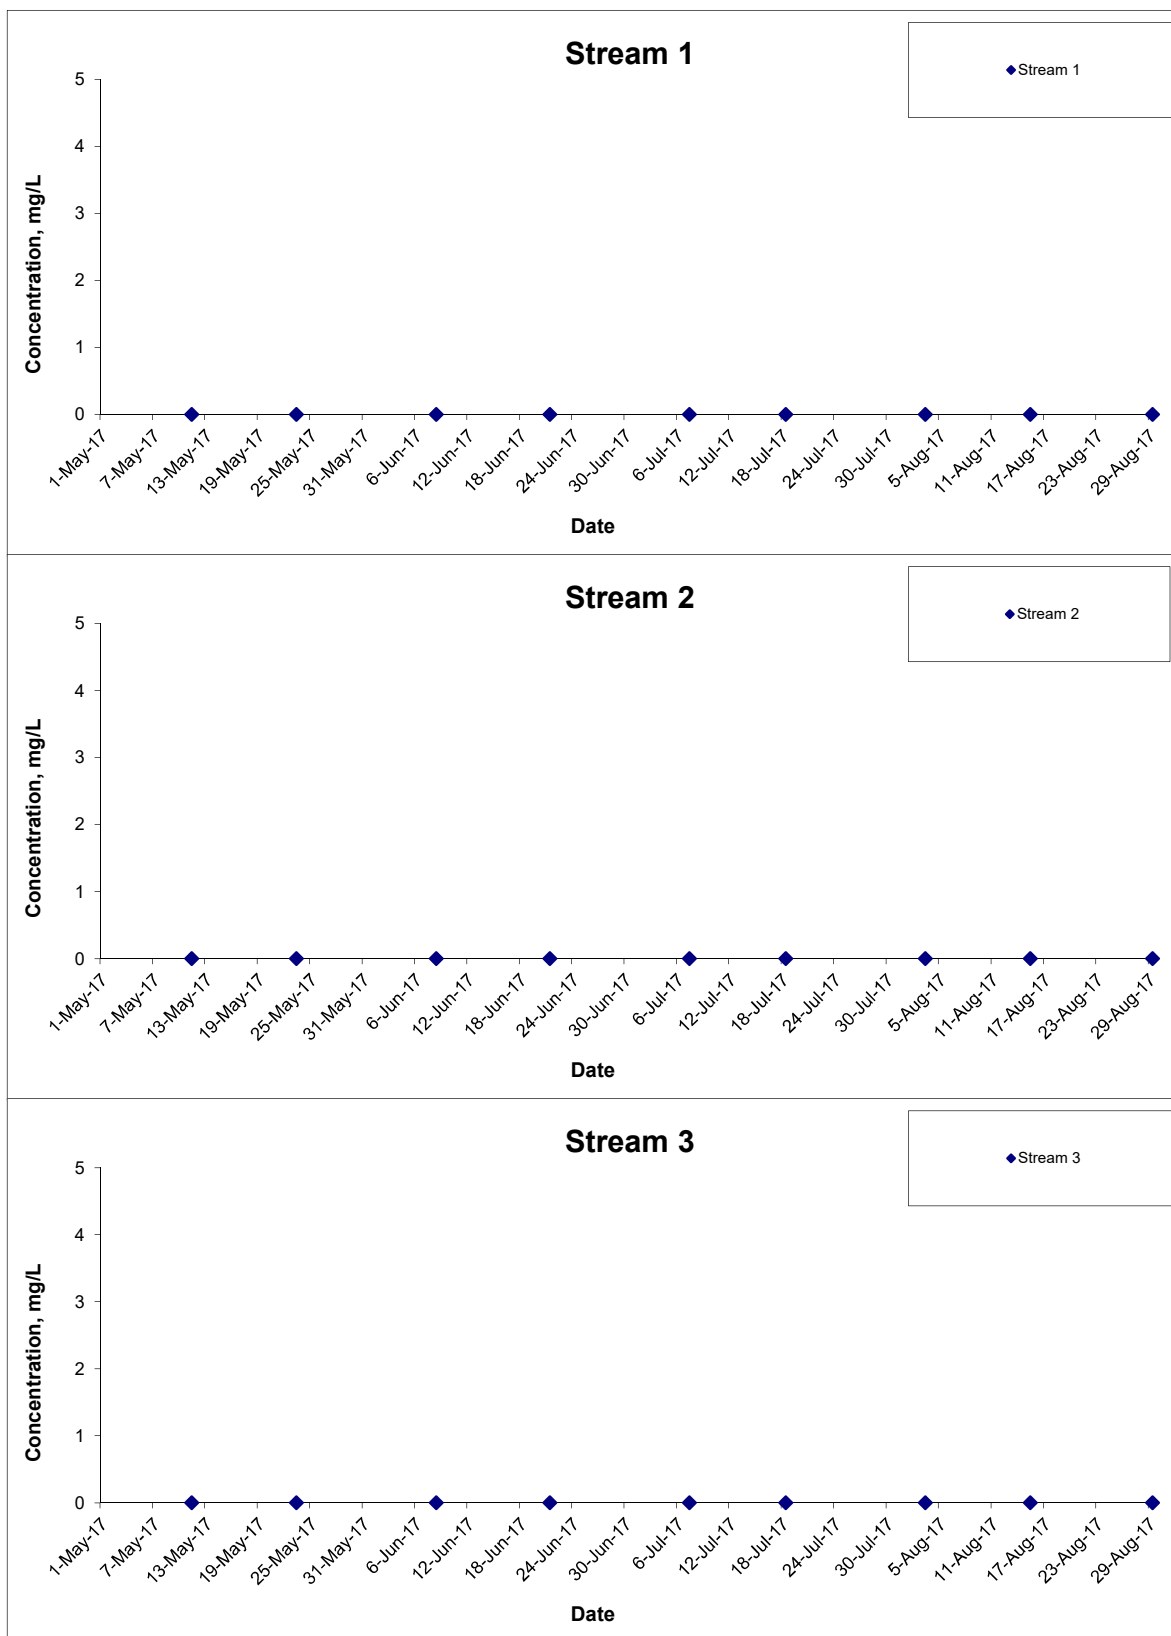 Stream 1
Stream 1
5
4
3
2
1
0
Concentration, mg/L
1-May-17
7-May-17
13-May-17
19-May-17
25-May-17
31-May-17
6-Jun-17
12-Jun-17
18-Jun-17
24-Jun-17
30-Jun-17
6-Jul-17
12-Jul-17
18-Jul-17
24-Jul-17
30-Jul-17
5-Aug-17
11-Aug-17
17-Aug-17
23-Aug-17
29-Aug-17
Date
Stream 2
Stream 2
5
4
3
2
1
0
Concentration, mg/L
1-May-17
7-May-17
13-May-17
19-May-17
25-May-17
31-May-17
6-Jun-17
12-Jun-17
18-Jun-17
24-Jun-17
30-Jun-17
6-Jul-17
12-Jul-17
18-Jul-17
24-Jul-17
30-Jul-17
5-Aug-17
11-Aug-17
17-Aug-17
23-Aug-17
29-Aug-17
Date
Stream 3
Stream 3
5
4
3
2
1
0
Concentration, mg/L
1-May-17
7-May-17
13-May-17
19-May-17
25-May-17
31-May-17
6-Jun-17
12-Jun-17
18-Jun-17
24-Jun-17
30-Jun-17
6-Jul-17
12-Jul-17
18-Jul-17
24-Jul-17
30-Jul-17
5-Aug-17
11-Aug-17
17-Aug-17
23-Aug-17
29-Aug-17
Date